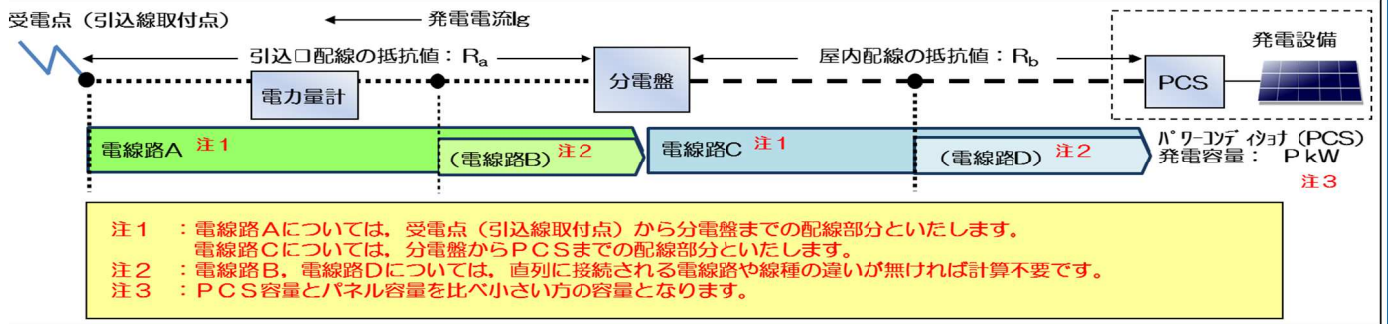 受電点（引込線取付点）
発電電流Ig
引込口配線の抵抗値：Ra
屋内配線の抵抗値：Rb
発電設備
電力量計
分電盤
PCS
電線路A 注1
（電線路B）注2
電線路C 注1
（電線路D）注2
ﾊﾟﾜｰｺﾝﾃﾞｨｼｮﾅ（PCS）
発電容量： PkW
注3
注1 ：電線路Aについては，受電点（引込線取付点）から分電盤までの配線部分といたします。
電線路Cについては，分電盤からPCSまでの配線部分といたします。
注2 ：電線路B，電線路Dについては，直列に接続される電線路や線種の違いが無ければ計算不要です。
注3 ：PCS容量とパネル容量を比べ小さい方の容量となります。